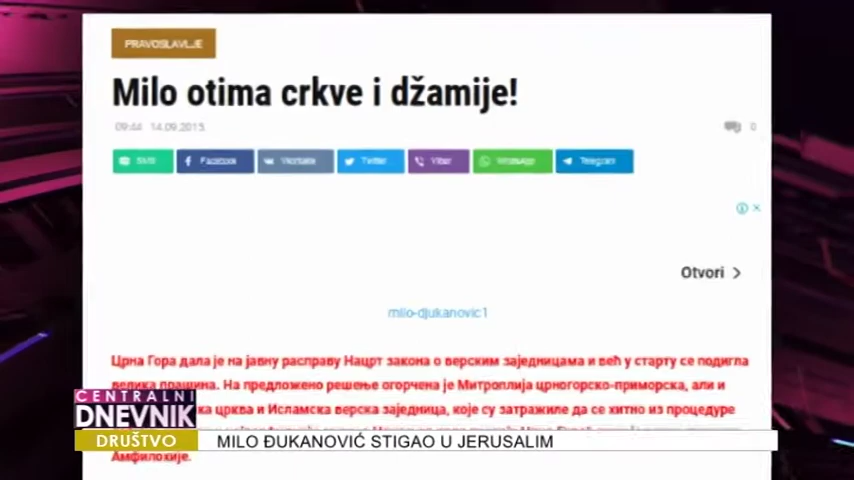 PRAVOSLAVLJE
Milo otima crkve i džamije!
09:44 14.09.2015.
0
SMS Facebook Vkontakte Twitter Viber WhatsApp Telegram
Otvori
milo-djukanovic1
Црна Гора дала је на јавну расправу Нацрт закона о верским заједницама и већ у старту се подигла
велика прашина. На предложено решење огорчена је Митроплија црногорско-приморска, али и
црква и Исламска верска заједница, које су затражиле да се хитно из процедуре
Амфилохије.
CENTRALNI
DNEVNIK
DRUŠTVO
MILO ĐUKANOVIĆ STIGAO U JERUSALIM